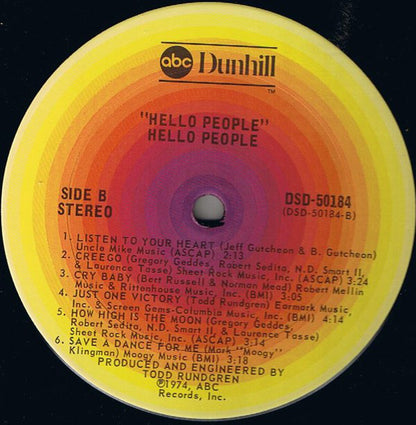 abc Dunhill
TM
"HELLO PEOPLE"
HELLO PEOPLE
SIDE B
STEREO
DSD-50184
(DSD-50184-B)
1. LISTEN TO YOUR HEART (Jeff Gutcheon & B. Gutcheon)
Uncle Mike Music (ASCAP) 2:13
2. CREEGO (Gregory Geddes, Robert Sedita, N.D. Smart II,
& Laurence Tasse) Sheet-Rock Music, Inc. (ASCAP) 3:24
3. CRY BABY (Bert Russell & Norman Mead) Robert Mellin
Music & Rittenhouse Music, Inc. (BMI) 3:05
4. JUST ONE VICTORY (Todd Rundgren) Earmark Music,
Inc. & Screen Gems-Columbia Music, Inc. (BMI) 4:14
5. HOW HIGH IS THE MOON (Gregory Geddes,
Robert Sedita, N.D. Smart II, & Laurence Tasse)
Sheet Rock Music, Inc. (ASCAP) 3:14
6. SAVE A DANCE FOR ME (Mark "Moogy"
Klingman) Moogy Music (BMI) 3:18
PRODUCED AND ENGINEERED BY
TODD RUNDGREN
Ⓟ1974, ABC
Records, Inc.